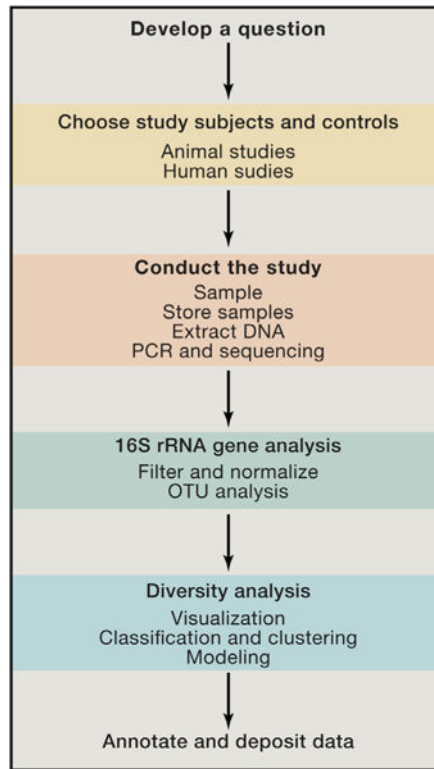 Develop a question
Choose study subjects and controls
Animal studies
Human sudies
Conduct the study
Sample
Store samples
Extract DNA
PCR and sequencing
16S rRNA gene analysis
Filter and normalize
OTU analysis
Diversity analysis
Visualization
Classification and clustering
Modeling
Annotate and deposit data